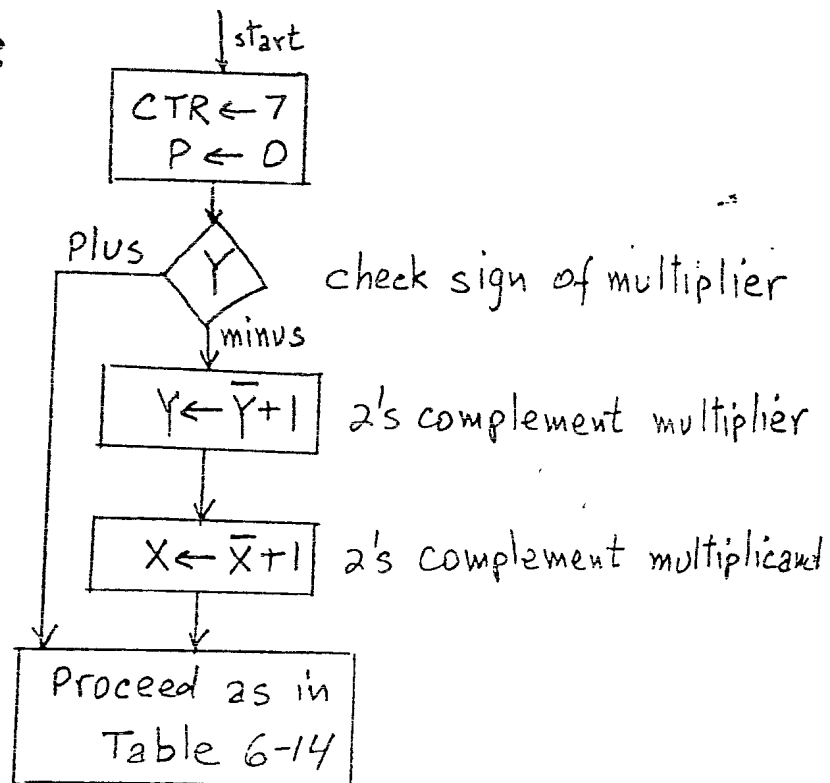 start
CTR ← 7
P ← 0
Plus
Y
check sign of multiplier
minus
Y ← Y̅ + 1
2's complement multiplier
X ← X̅ + 1
2's complement multiplicand
Proceed as in
Table 6-14